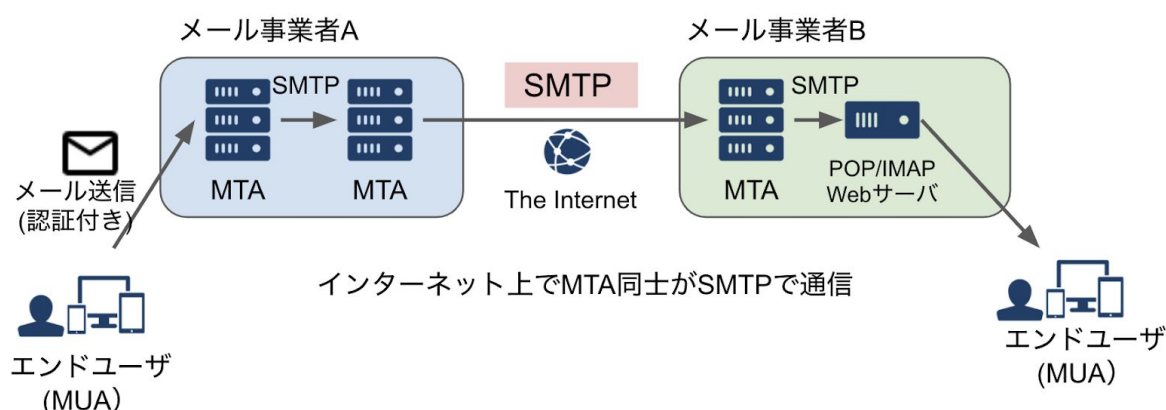 メール事業者A
メール事業者B
SMTP
SMTP
SMTP
メール送信
(認証付き)
MTA
MTA
The Internet
MTA
POP/IMAP
Webサーバ
インターネット上でMTA同士がSMTPで通信
エンドユーザ
(MUA)
エンドユーザ
(MUA)